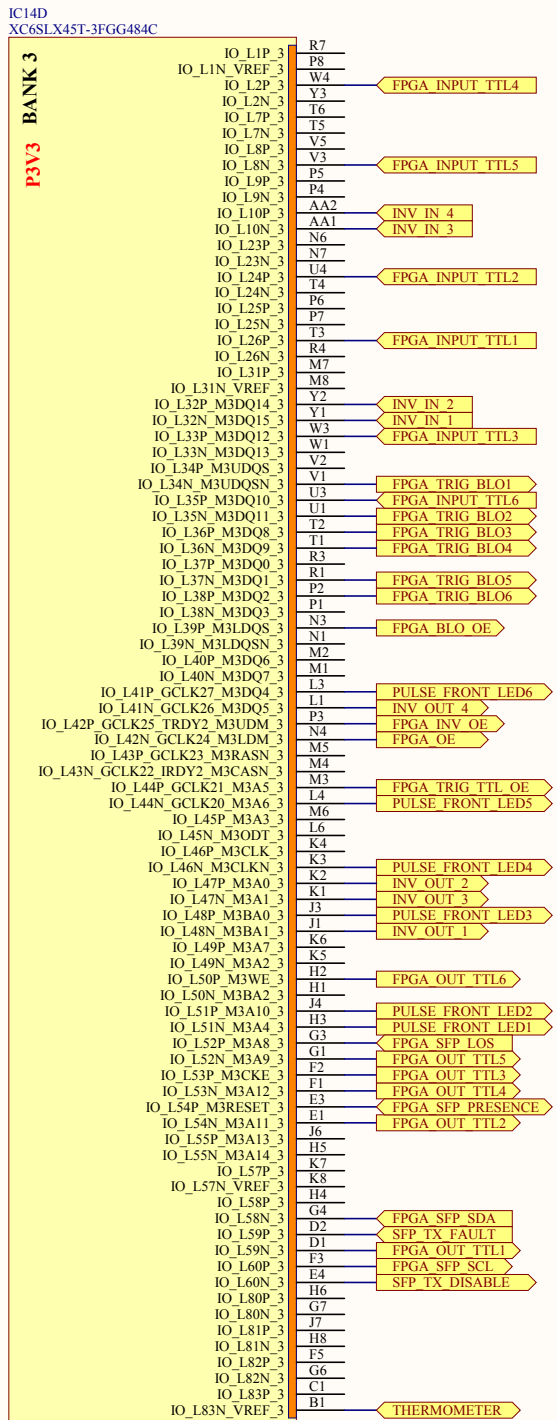 IC14D
XC6SLX45T-3FGG484C
BANK 3
P3V3
IO_L1P_3 R7
IO_L1N_VREF_3 P8
IO_L2P_3 W4 FPGA_INPUT_TTL4
IO_L2N_3 Y3
IO_L7P_3 T6
IO_L7N_3 T5
IO_L8P_3 V5
IO_L8N_3 V3 FPGA_INPUT_TTL5
IO_L9P_3 P5
IO_L9N_3 P4
IO_L10P_3 AA2 INV_IN_4
IO_L10N_3 AA1 INV_IN_3
IO_L23P_3 N6
IO_L23N_3 N7
IO_L24P_3 U4 FPGA_INPUT_TTL2
IO_L24N_3 T4
IO_L25P_3 P6
IO_L25N_3 P7
IO_L26P_3 T3 FPGA_INPUT_TTL1
IO_L26N_3 R4
IO_L31P_3 M7
IO_L31N_VREF_3 M8
IO_L32P_M3DQ14_3 Y2 INV_IN_2
IO_L32N_M3DQ15_3 Y1 INV_IN_1
IO_L33P_M3DQ12_3 W3 FPGA_INPUT_TTL3
IO_L33N_M3DQ13_3 W1
IO_L34P_M3UDQS_3 V2
IO_L34N_M3UDQSN_3 V1 FPGA_TRIG_BLO1
IO_L35P_M3DQ10_3 U3 FPGA_INPUT_TTL6
IO_L35N_M3DQ11_3 U1 FPGA_TRIG_BLO2
IO_L36P_M3DQ8_3 T2 FPGA_TRIG_BLO3
IO_L36N_M3DQ9_3 T1 FPGA_TRIG_BLO4
IO_L37P_M3DQ0_3 R3
IO_L37N_M3DQ1_3 R1 FPGA_TRIG_BLO5
IO_L38P_M3DQ2_3 P2 FPGA_TRIG_BLO6
IO_L38N_M3DQ3_3 P1
IO_L39P_M3LDQS_3 N3 FPGA_BLO_OE
IO_L39N_M3LDQSN_3 N1
IO_L40P_M3DQ6_3 M2
IO_L40N_M3DQ7_3 M1
IO_L41P_GCLK27_M3DQ4_3 L3 PULSE_FRONT_LED6
IO_L41N_GCLK26_M3DQ5_3 L1 INV_OUT_4
IO_L42P_GCLK25_TRDY2_M3UDM_3 P3 FPGA_INV_OE
IO_L42N_GCLK24_M3LDM_3 N4 FPGA_OE
IO_L43P_GCLK23_M3RASN_3 M5
IO_L43N_GCLK22_IRDY2_M3CASN_3 M4
IO_L44P_GCLK21_M3A5_3 M3 FPGA_TRIG_TTL_OE
IO_L44N_GCLK20_M3A6_3 L4 PULSE_FRONT_LED5
IO_L45P_M3A3_3 M6
IO_L45N_M3ODT_3 L6
IO_L46P_M3CLK_3 K4
IO_L46N_M3CLKN_3 K3 PULSE_FRONT_LED4
IO_L47P_M3A0_3 K2 INV_OUT_2
IO_L47N_M3A1_3 K1 INV_OUT_3
IO_L48P_M3BA0_3 J3 PULSE_FRONT_LED3
IO_L48N_M3BA1_3 J1 INV_OUT_1
IO_L49P_M3A7_3 K6
IO_L49N_M3A2_3 K5
IO_L50P_M3WE_3 H2 FPGA_OUT_TTL6
IO_L50N_M3BA2_3 H1
IO_L51P_M3A10_3 J4 PULSE_FRONT_LED2
IO_L51N_M3A4_3 H3 PULSE_FRONT_LED1
IO_L52P_M3A8_3 G3 FPGA_SFP_LOS
IO_L52N_M3A9_3 G1 FPGA_OUT_TTL5
IO_L53P_M3CKE_3 F2 FPGA_OUT_TTL3
IO_L53N_M3A12_3 F1 FPGA_OUT_TTL4
IO_L54P_M3RESET_3 E3 FPGA_SFP_PRESENCE
IO_L54N_M3A11_3 E1 FPGA_OUT_TTL2
IO_L55P_M3A13_3 J6
IO_L55N_M3A14_3 H5
IO_L57P_3 K7
IO_L57N_VREF_3 K8
IO_L58P_3 H4
IO_L58N_3 G4 FPGA_SFP_SDA
IO_L59P_3 D2 SFP_TX_FAULT
IO_L59N_3 D1 FPGA_OUT_TTL1
IO_L60P_3 F3 FPGA_SFP_SCL
IO_L60N_3 E4 SFP_TX_DISABLE
IO_L80P_3 H6
IO_L80N_3 G7
IO_L81P_3 J7
IO_L81N_3 H8
IO_L82P_3 F5
IO_L82N_3 G6
IO_L83P_3 C1
IO_L83N_VREF_3 B1 THERMOMETER